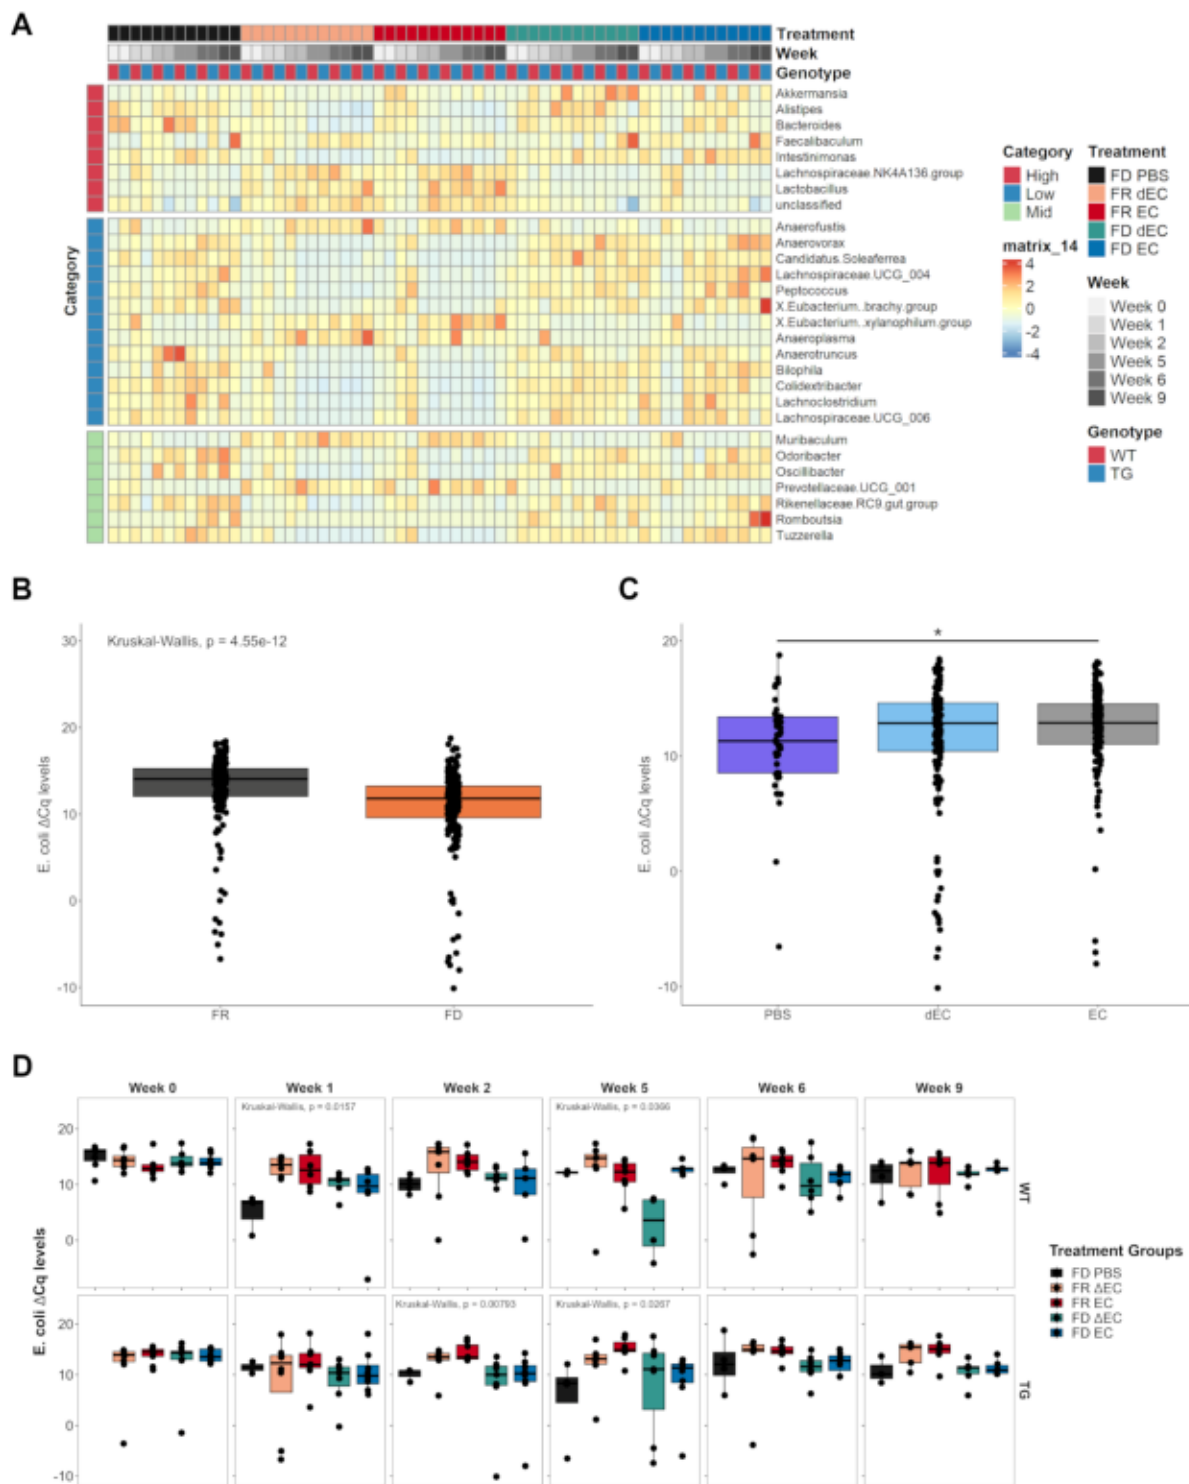 A
Treatment
Week
Genotype
Akkermansia
Alistipes
Bacteroides
Faecalibaculum
Intestinimonas
Lachnospiraceae.NK4A136.group
Lactobacillus
unclassified
Anaerofustis
Anaerovorax
Candidatus.Soleaferrea
Lachnospiraceae.UCG_004
Peptococcus
X.Eubacterium..brachy.group
X.Eubacterium..xylanophilum.group
Anaeroplasma
Anaerotruncus
Bilophila
Colidextribacter
Lachnoclostridium
Lachnospiraceae.UCG_006
Muribaculum
Odoribacter
Oscillibacter
Prevotellaceae.UCG_001
Rikenellaceae.RC9.gut.group
Romboutsia
Tuzzerella
Category
Category
High
Low
Mid
matrix_14
4
2
0
-2
-4
Treatment
FD PBS
FR dEC
FR EC
FD dEC
FD EC
Week
Week 0
Week 1
Week 2
Week 5
Week 6
Week 9
Genotype
WT
TG
B
Kruskal-Wallis, p = 4.55e-12
E. coli ΔCq levels
30
20
10
0
-10
FR
FD
C
*
E. coli ΔCq levels
20
10
0
-10
PBS
dEC
EC
D
Week 0
Week 1
Week 2
Week 5
Week 6
Week 9
Kruskal-Wallis, p = 0.0157
Kruskal-Wallis, p = 0.0366
20
10
0
WT
E. coli ΔCq levels
Kruskal-Wallis, p = 0.00793
Kruskal-Wallis, p = 0.0267
20
10
0
-10
TG
Treatment Groups
FD PBS
FR ΔEC
FR EC
FD ΔEC
FD EC